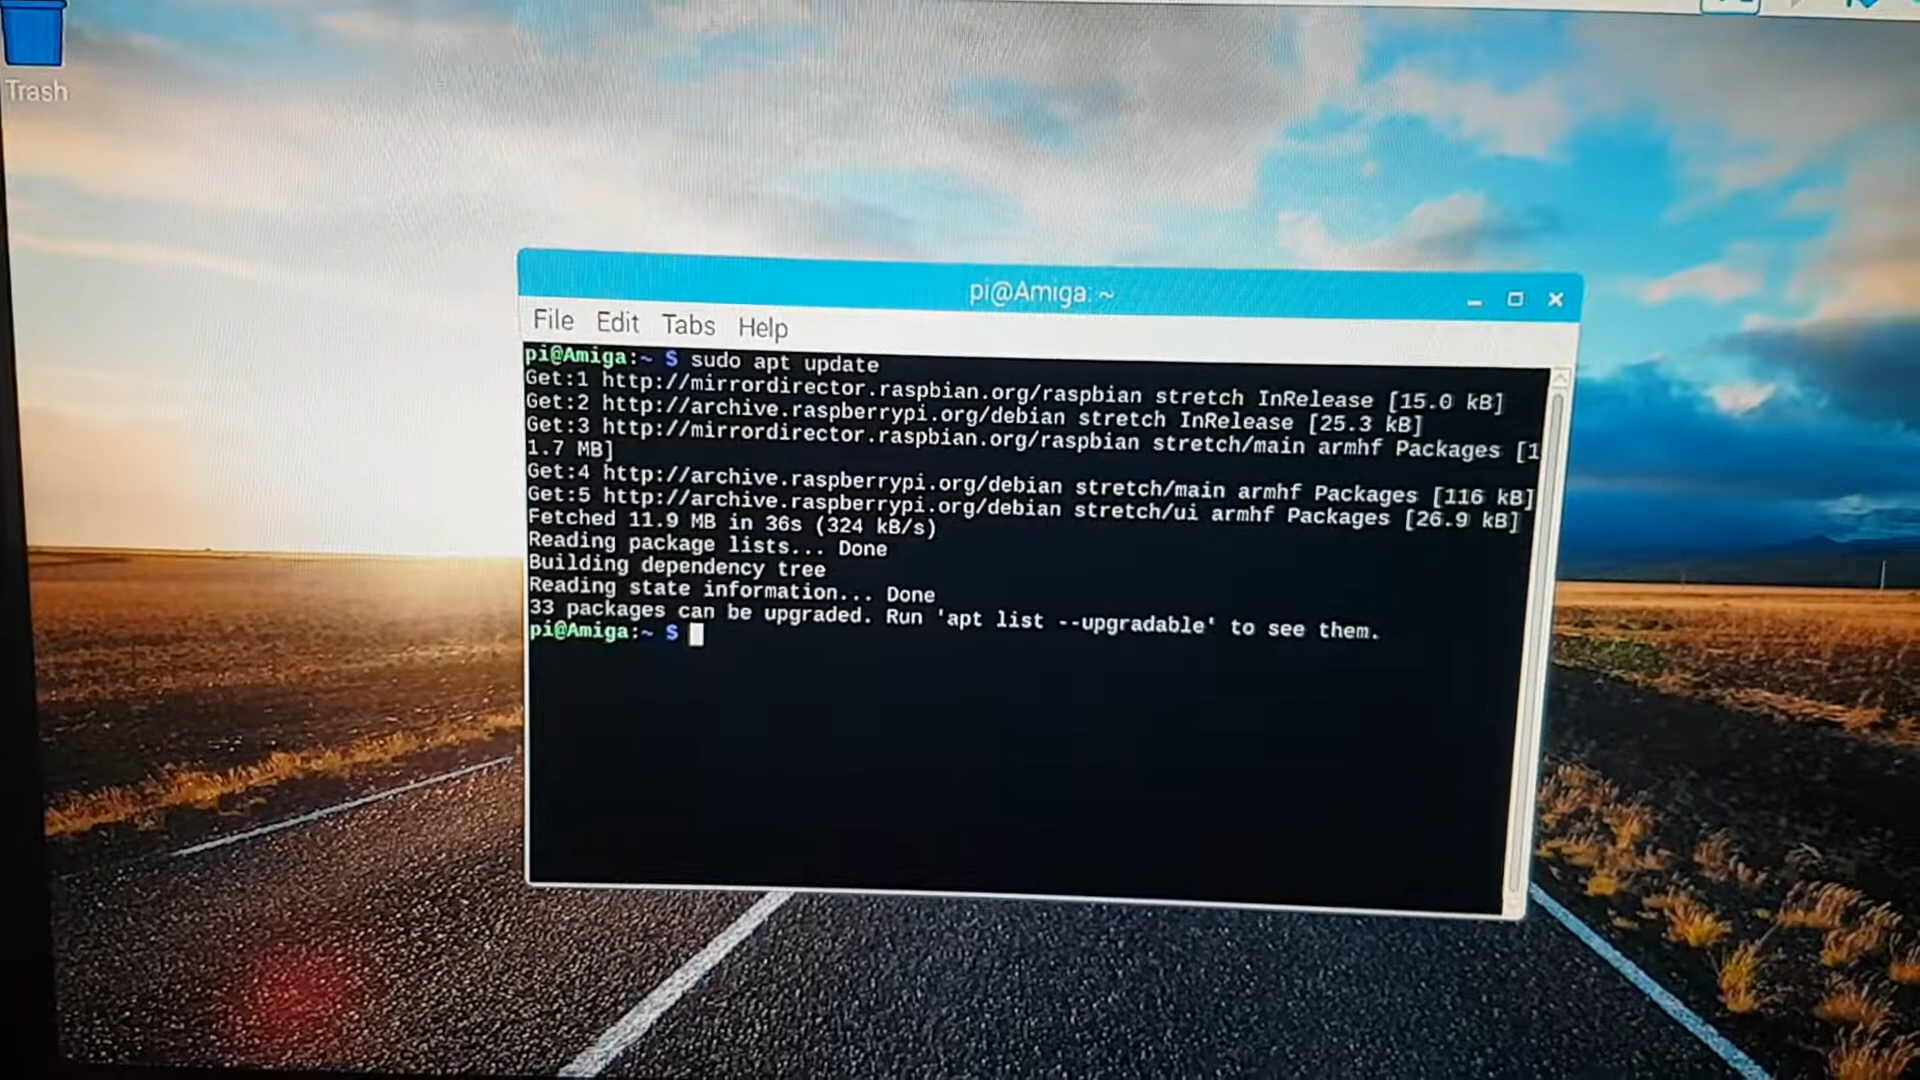 Trash
pi@Amiga: ~
File Edit Tabs Help
pi@Amiga:~ $ sudo apt update
Get:1 http://mirrordirector.raspbian.org/raspbian stretch InRelease [15.0 kB]
Get:2 http://archive.raspberrypi.org/debian stretch InRelease [25.3 kB]
Get:3 http://mirrordirector.raspbian.org/raspbian stretch/main armhf Packages [1
1.7 MB]
Get:4 http://archive.raspberrypi.org/debian stretch/main armhf Packages [116 kB]
Get:5 http://archive.raspberrypi.org/debian stretch/ui armhf Packages [26.9 kB]
Fetched 11.9 MB in 36s (324 kB/s)
Reading package lists... Done
Building dependency tree
Reading state information... Done
33 packages can be upgraded. Run 'apt list --upgradable' to see them.
pi@Amiga:~ $